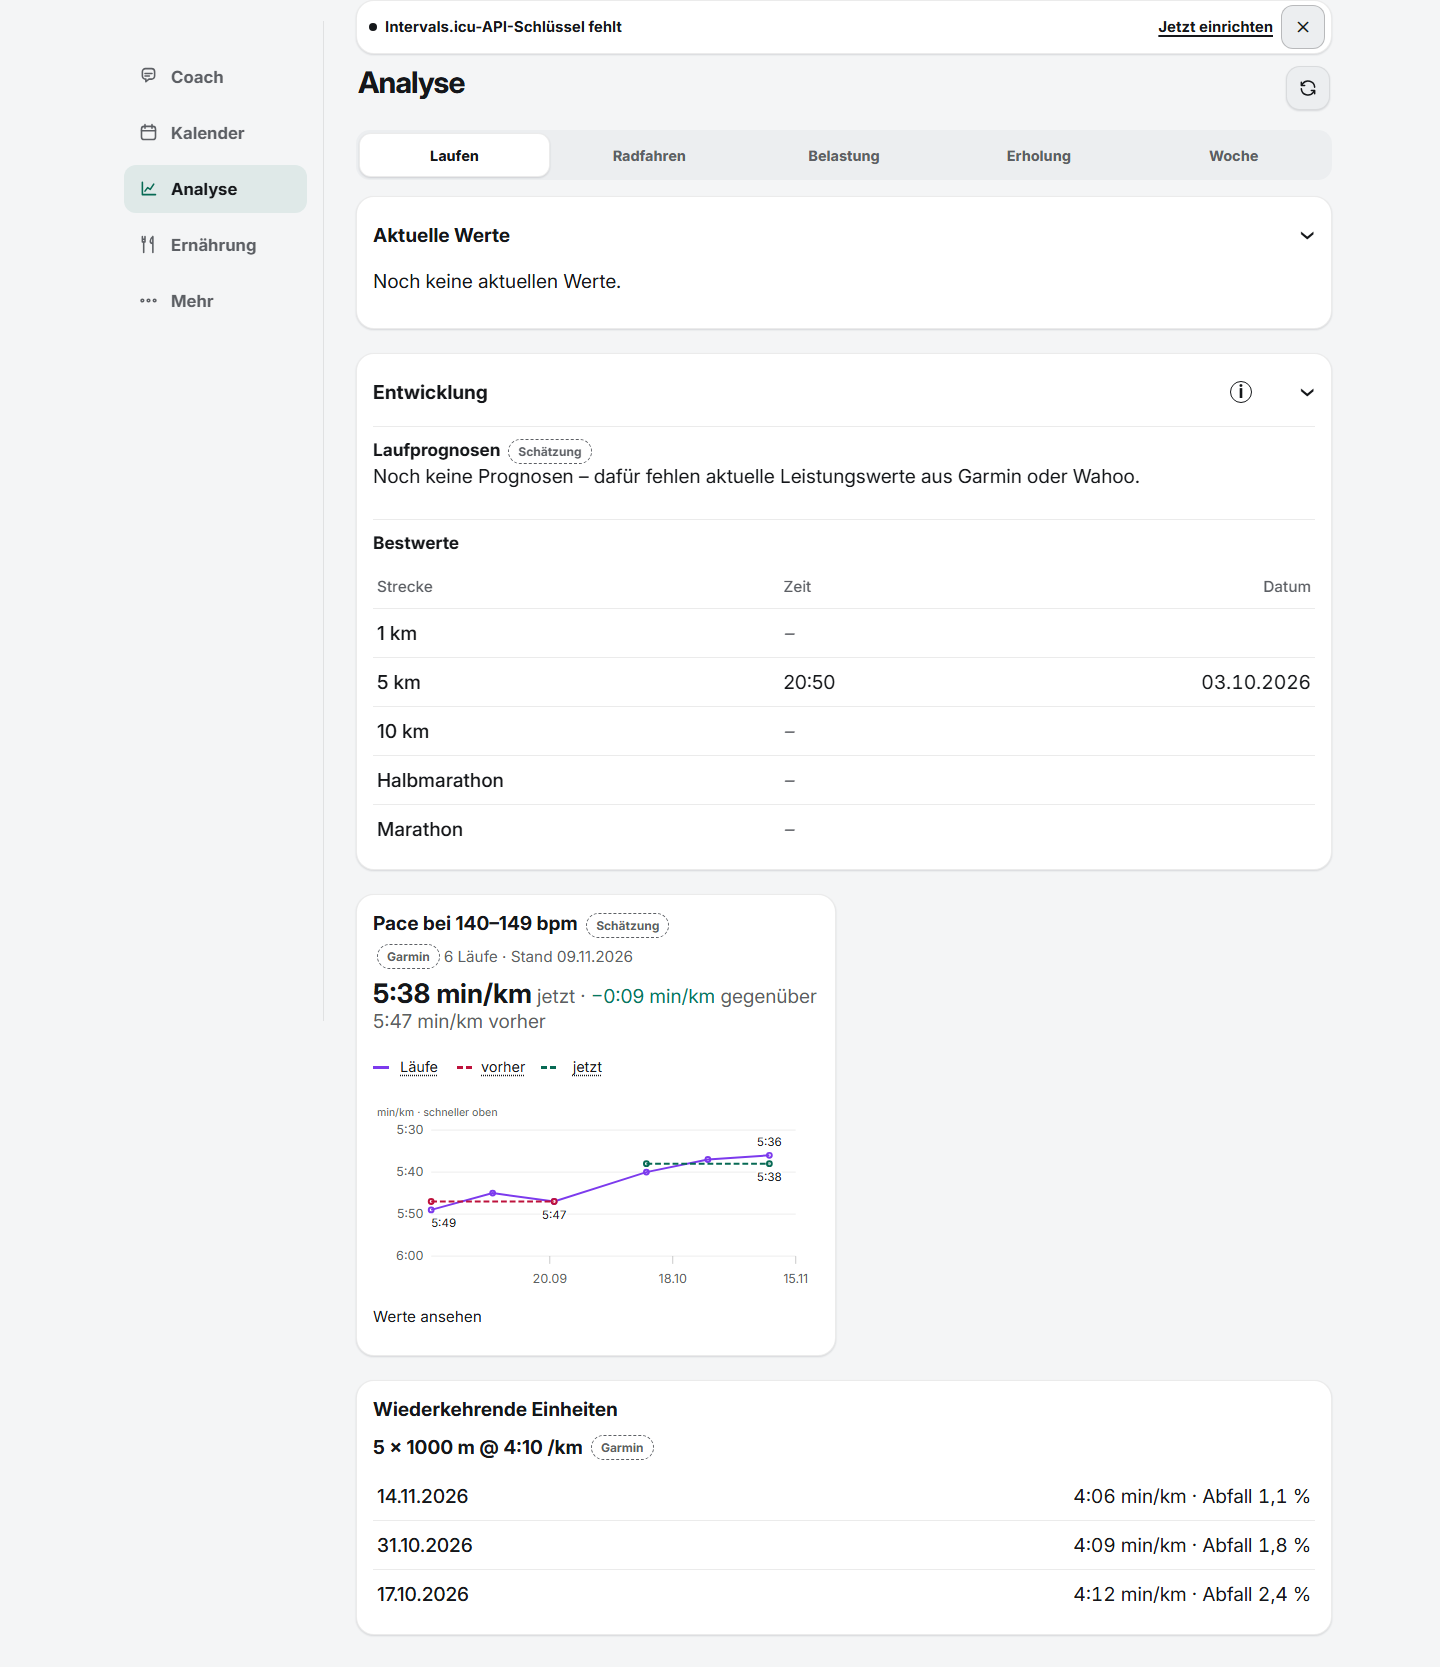 Intervals.icu-API-Schlüssel fehlt Jetzt einrichten
Coach
Kalender
Analyse
Ernährung
Mehr
Analyse
Laufen Radfahren Belastung Erholung Woche
Aktuelle Werte
Noch keine aktuellen Werte.
Entwicklung
Laufprognosen Schätzung
Noch keine Prognosen – dafür fehlen aktuelle Leistungswerte aus Garmin oder Wahoo.
Bestwerte
Strecke Zeit Datum
1 km –
5 km 20:50 03.10.2026
10 km –
Halbmarathon –
Marathon –
Pace bei 140–149 bpm Schätzung
Garmin 6 Läufe · Stand 09.11.2026
5:38 min/km jetzt · −0:09 min/km gegenüber
5:47 min/km vorher
Läufe vorher jetzt
min/km · schneller oben
5:30
5:36
5:40
5:38
5:50
5:49
5:47
6:00
20.09 18.10 15.11
Werte ansehen
Wiederkehrende Einheiten
5 × 1000 m @ 4:10 /km Garmin
14.11.2026 4:06 min/km · Abfall 1,1 %
31.10.2026 4:09 min/km · Abfall 1,8 %
17.10.2026 4:12 min/km · Abfall 2,4 %